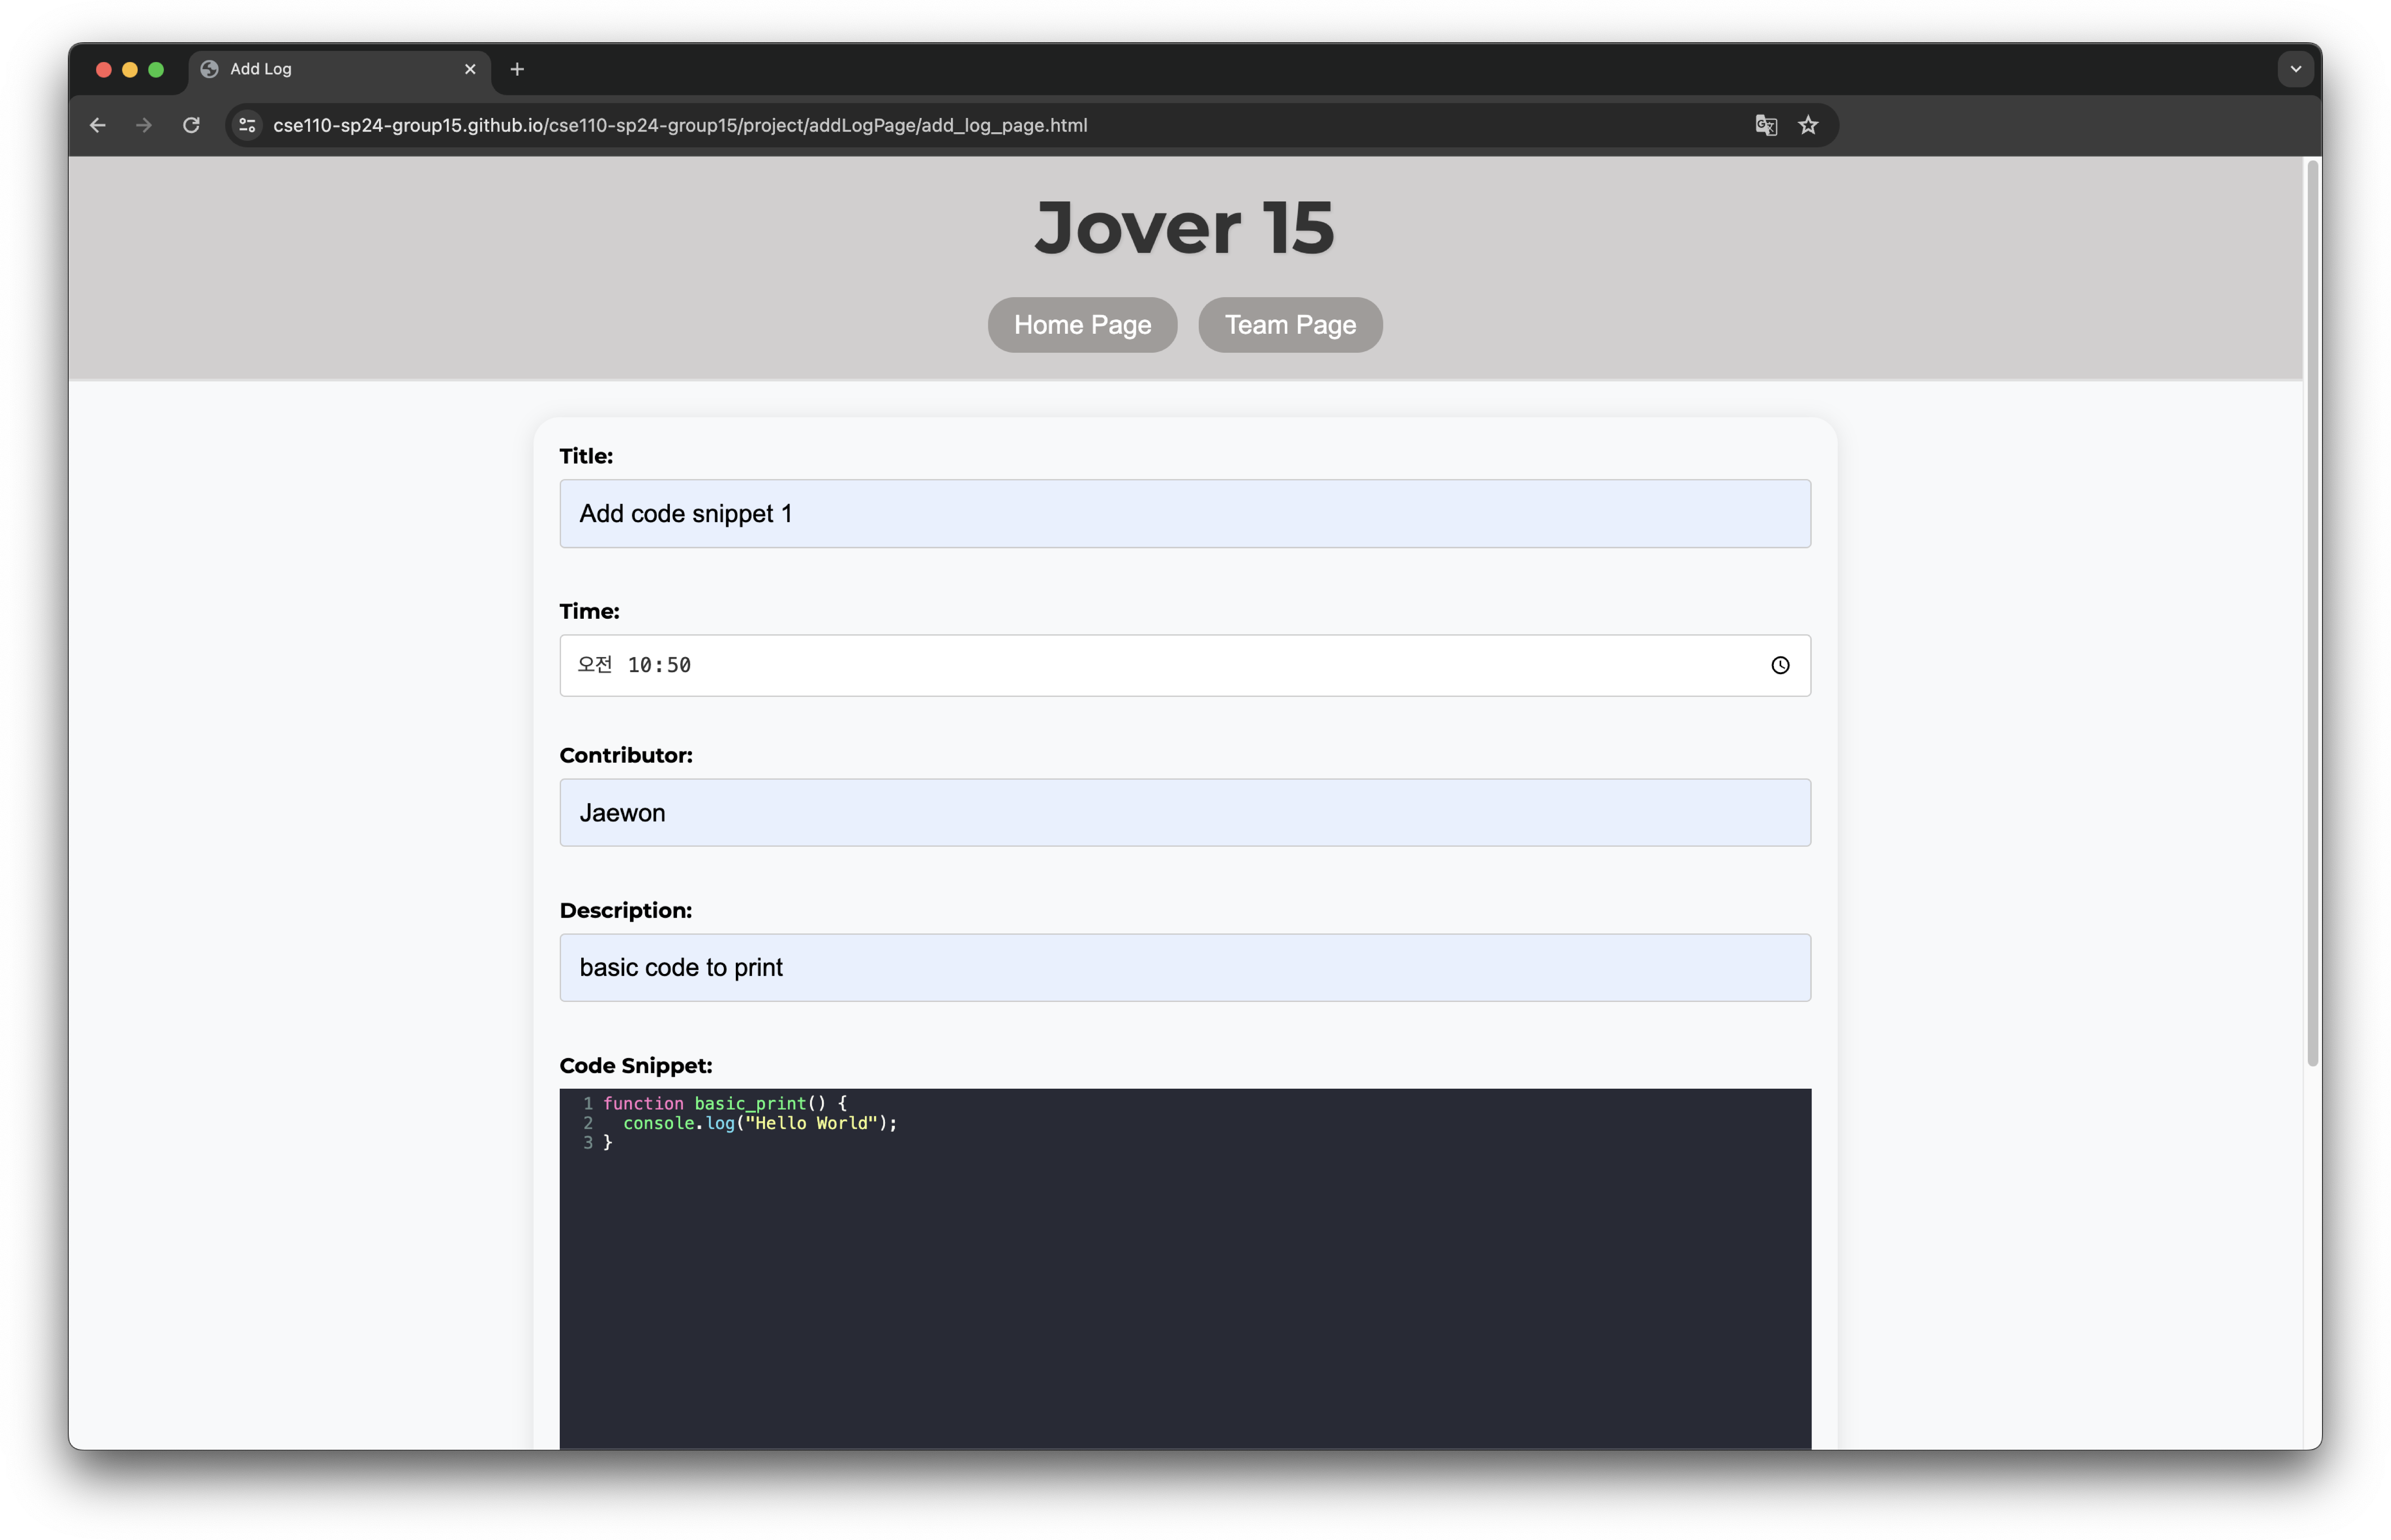 Add Log
cse110-sp24-group15.github.io/cse110-sp24-group15/project/addLogPage/add_log_page.html
Jover 15
Home Page
Team Page
Title:
Add code snippet 1
Time:
오전 10:50
Contributor:
Jaewon
Description:
basic code to print
Code Snippet:
1 function basic_print() {
2   console.log("Hello World");
3 }